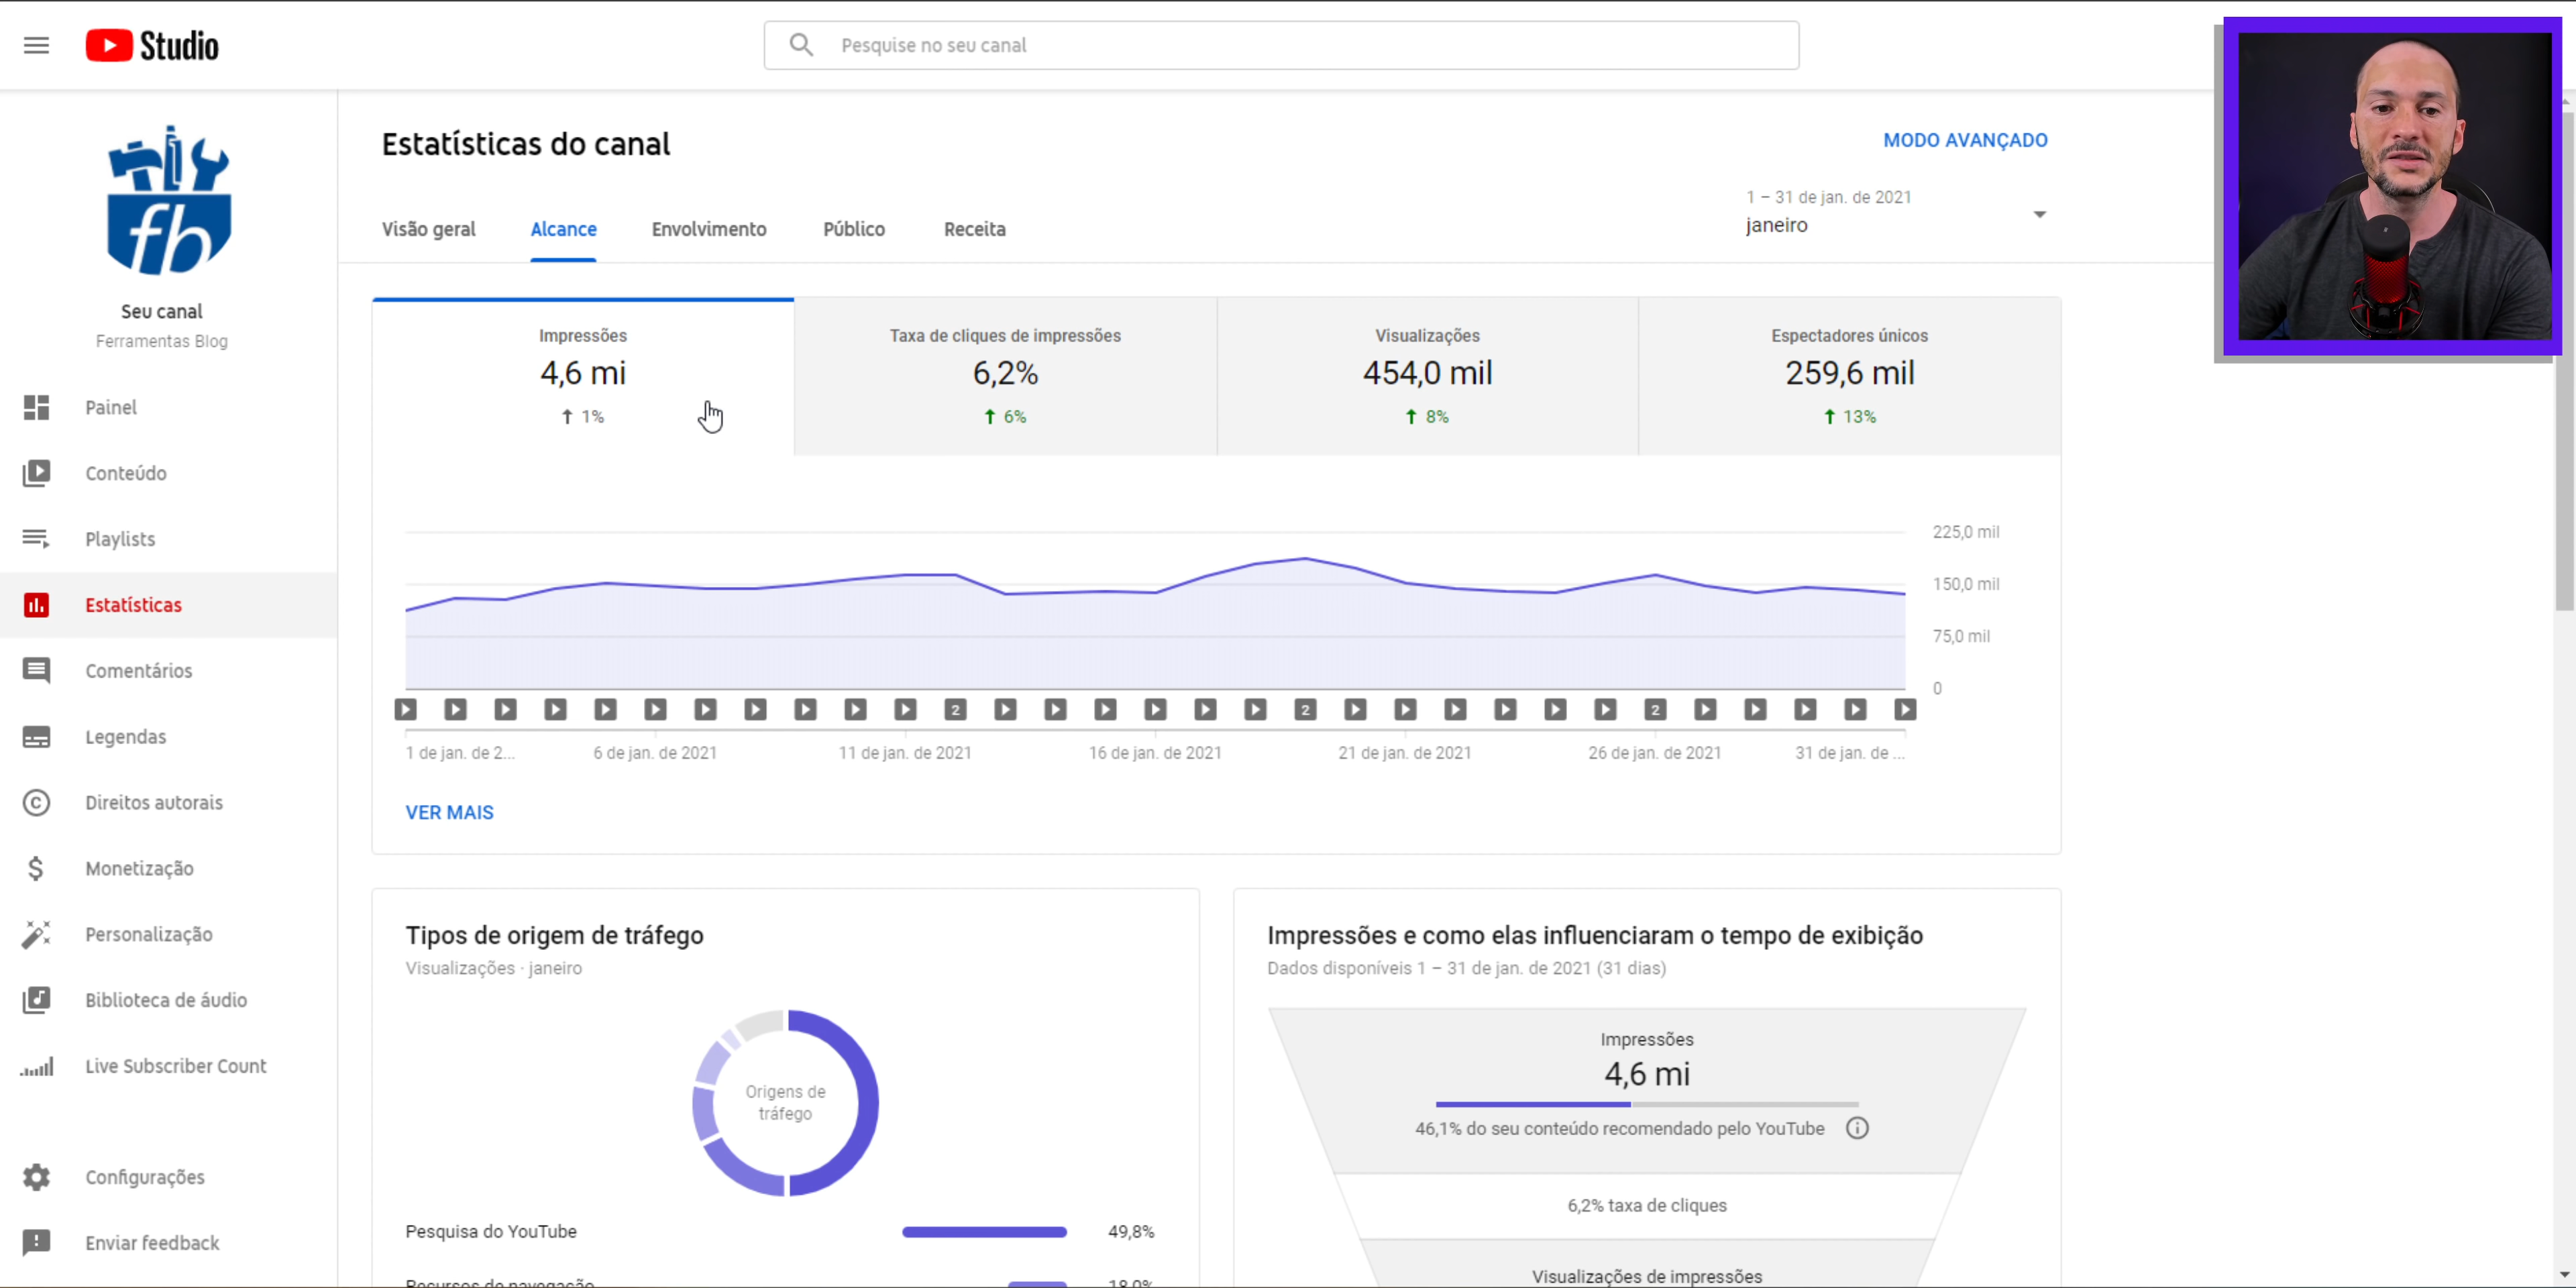 Studio
Pesquise no seu canal
fb
Seu canal
Ferramentas Blog
Painel
Conteúdo
Playlists
Estatísticas
Comentários
Legendas
Direitos autorais
Monetização
Personalização
Biblioteca de áudio
Live Subscriber Count
Configurações
Enviar feedback
Estatísticas do canal
MODO AVANÇADO
Visão geral
Alcance
Envolvimento
Público
Receita
1 – 31 de jan. de 2021
janeiro
Impressões
4,6 mi
1%
Taxa de cliques de impressões
6,2%
6%
Visualizações
454,0 mil
8%
Espectadores únicos
259,6 mil
13%
225,0 mil
150,0 mil
75,0 mil
0
2
2
2
1 de jan. de 2...
6 de jan. de 2021
11 de jan. de 2021
16 de jan. de 2021
21 de jan. de 2021
26 de jan. de 2021
31 de jan. de ...
VER MAIS
Tipos de origem de tráfego
Visualizações · janeiro
Origens de
tráfego
Pesquisa do YouTube
49,8%
Recursos de navegação
18,0%
Impressões e como elas influenciaram o tempo de exibição
Dados disponíveis 1 – 31 de jan. de 2021 (31 dias)
Impressões
4,6 mi
46,1% do seu conteúdo recomendado pelo YouTube
6,2% taxa de cliques
Visualizações de impressões